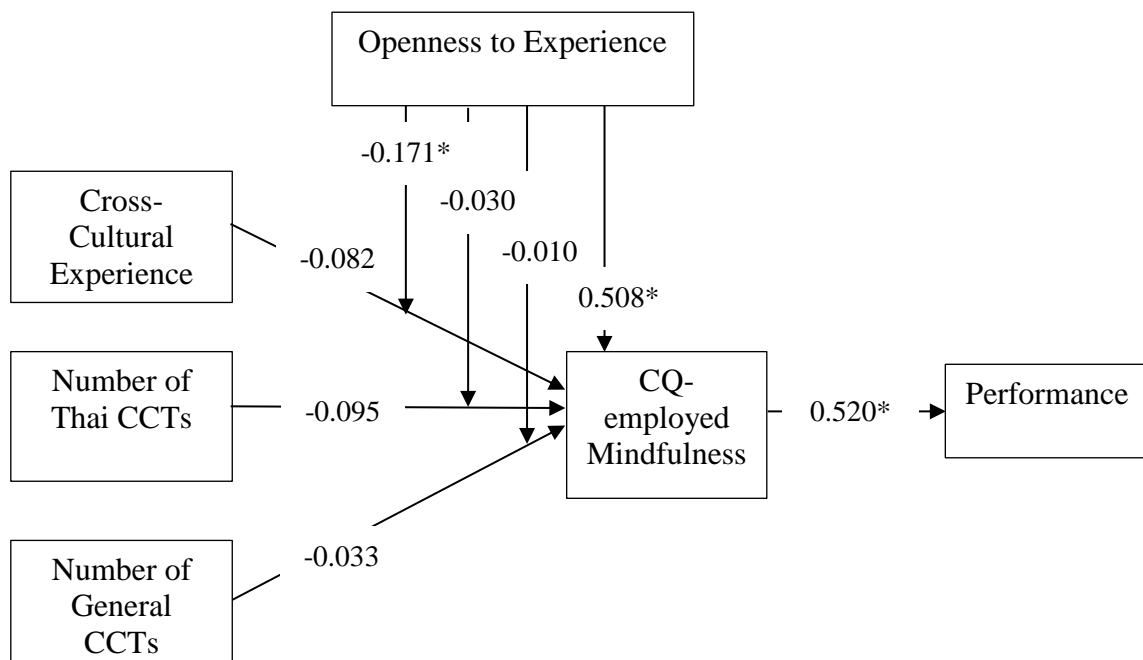 Openness to Experience
-0.171*
-0.030
-0.010
0.508*
Cross-
Cultural
Experience
-0.082
Number of
Thai CCTs
-0.095
CQ-
employed
Mindfulness
0.520*
Performance
-0.033
Number of
General
CCTs